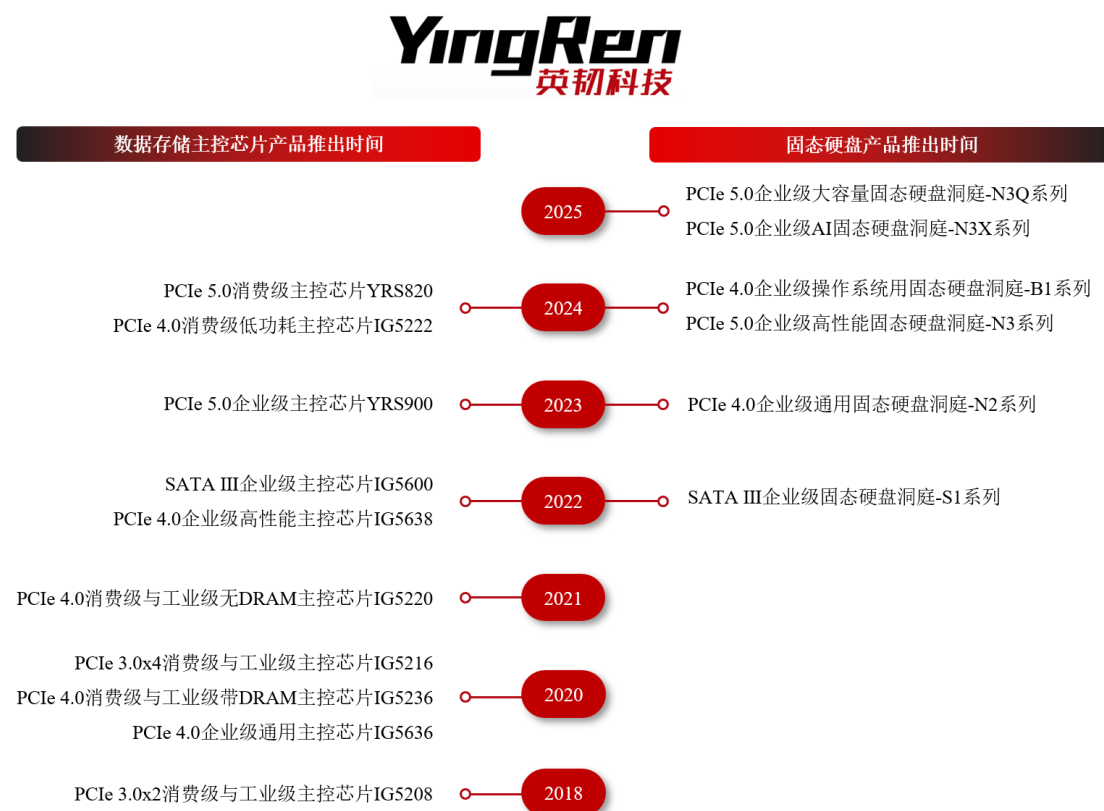 YingRen
英韧科技
数据存储主控芯片产品推出时间
固态硬盘产品推出时间
2025
PCIe 5.0企业级大容量固态硬盘洞庭-N3Q系列
PCIe 5.0企业级AI固态硬盘洞庭-N3X系列
PCIe 5.0消费级主控芯片YRS820
PCIe 4.0消费级低功耗主控芯片IG5222
2024
PCIe 4.0企业级操作系统用固态硬盘洞庭-B1系列
PCIe 5.0企业级高性能固态硬盘洞庭-N3系列
PCIe 5.0企业级主控芯片YRS900
2023
PCIe 4.0企业级通用固态硬盘洞庭-N2系列
SATA III企业级主控芯片IG5600
PCIe 4.0企业级高性能主控芯片IG5638
2022
SATA III企业级固态硬盘洞庭-S1系列
PCIe 4.0消费级与工业级无DRAM主控芯片IG5220
2021
PCIe 3.0x4消费级与工业级主控芯片IG5216
PCIe 4.0消费级与工业级带DRAM主控芯片IG5236
PCIe 4.0企业级通用主控芯片IG5636
2020
PCIe 3.0x2消费级与工业级主控芯片IG5208
2018